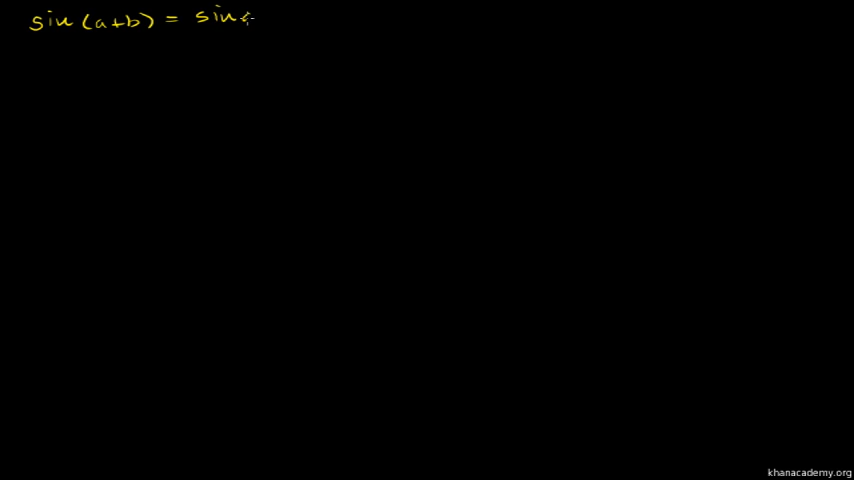 sin (a+b) = sin
khanacademy.org